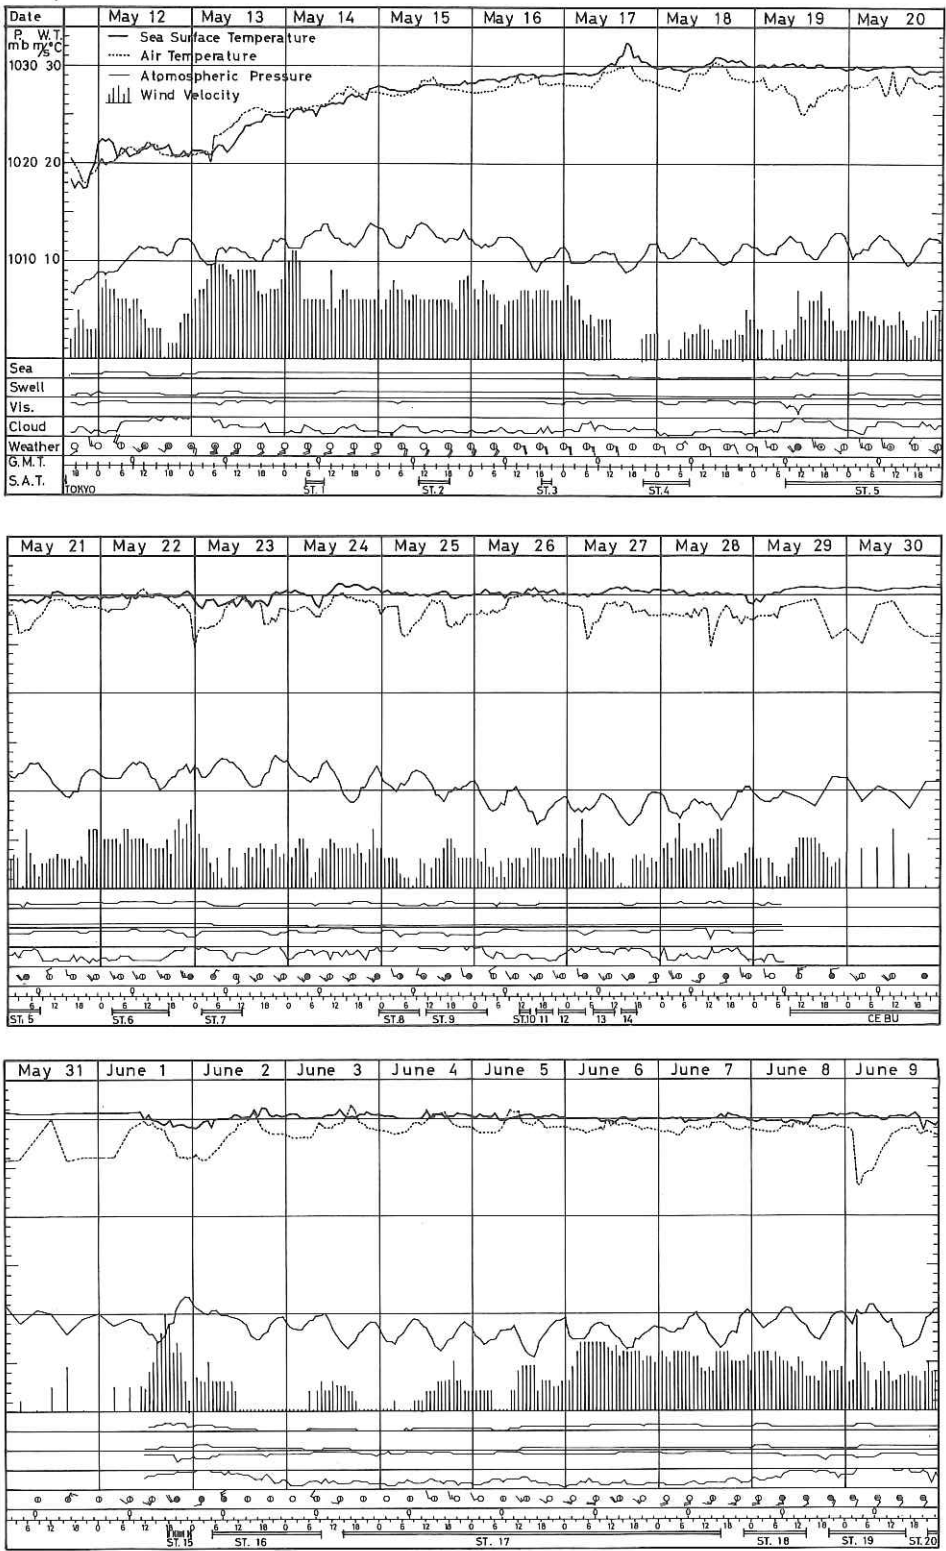 Date May 12 May 13 May 14 May 15 May 16 May 17 May 18 May 19 May 20
P. W.T.
mb m/s °C
Sea Surface Temperature
Air Temperature
Atomospheric Pressure
Wind Velocity
1030 30
1020 20
1010 10
Sea
Swell
Vis.
Cloud
Weather
G.M.T.
S.A.T.
TOKYO ST.1 ST.2 ST.3 ST.4 ST.5
May 21 May 22 May 23 May 24 May 25 May 26 May 27 May 28 May 29 May 30
ST.5 ST.6 ST.7 ST.8 ST.9 ST.10 11 12 13 14 CEBU
May 31 June 1 June 2 June 3 June 4 June 5 June 6 June 7 June 8 June 9
ST.15 ST.16 ST.17 ST.18 ST.19 ST.20